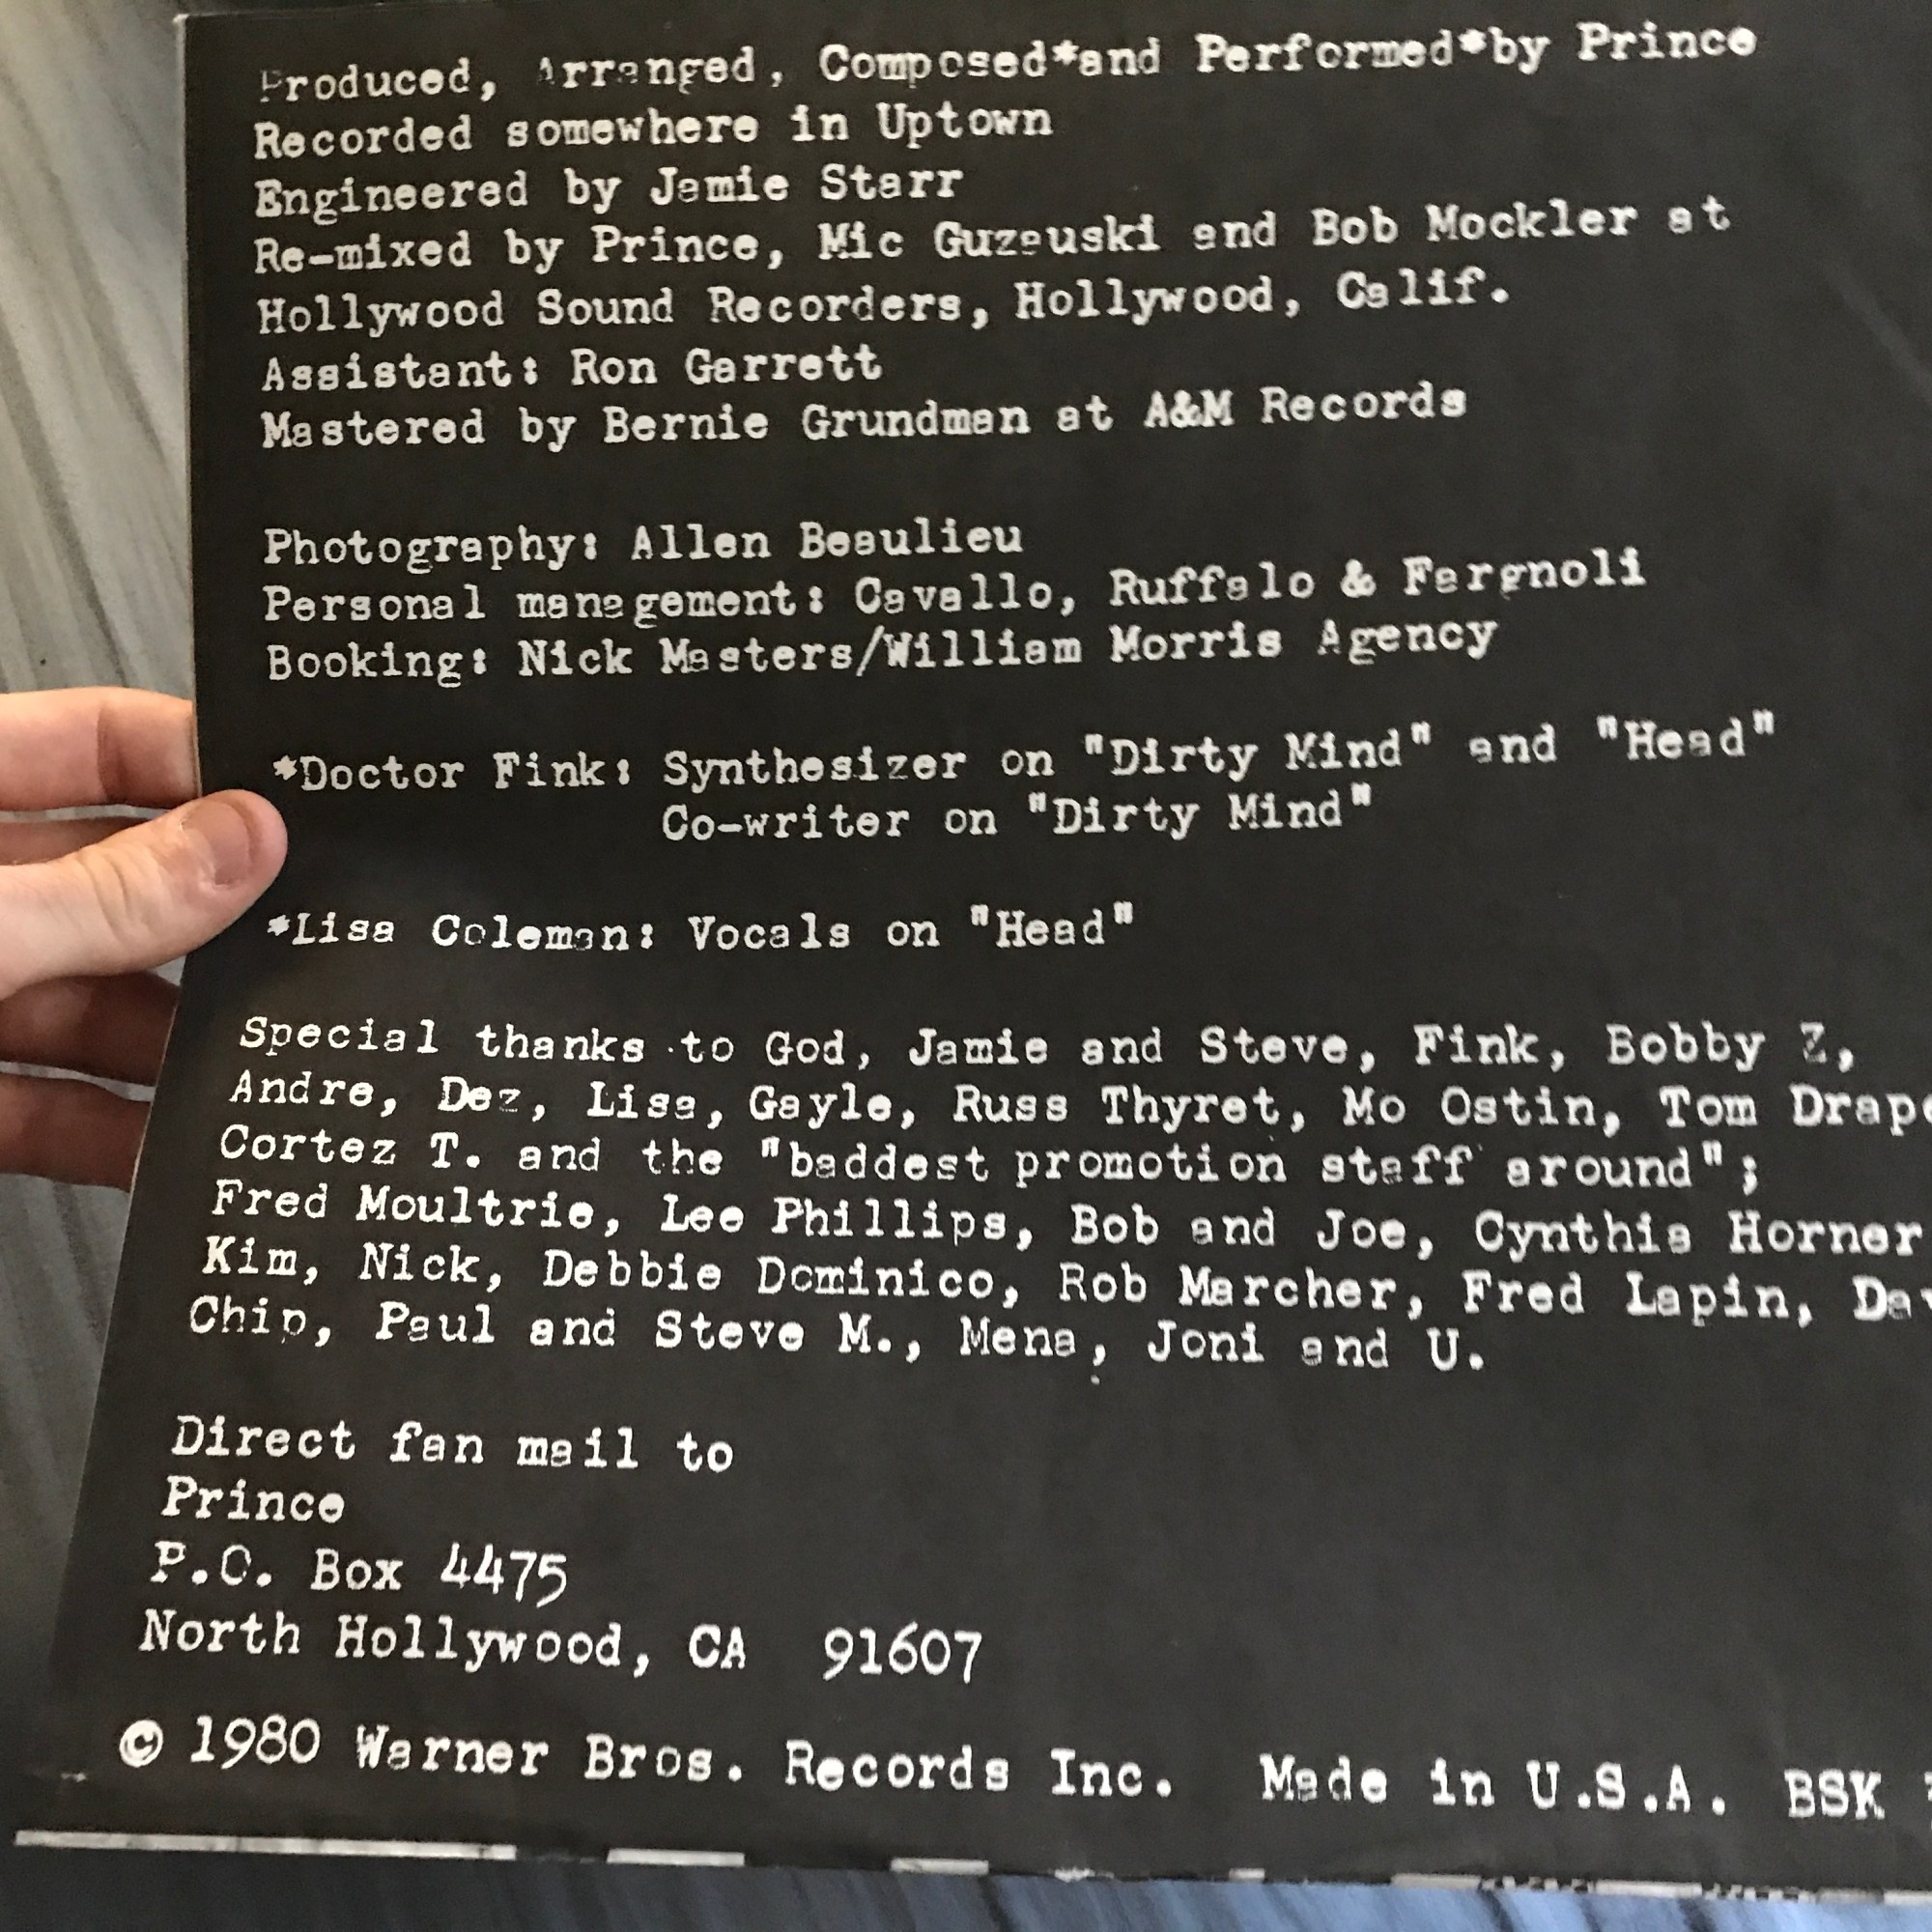 Produced, Arranged, Composed*and Performed*by Prince
Recorded somewhere in Uptown
Engineered by Jamie Starr
Re-mixed by Prince, Mic Guzauski and Bob Mockler at
Hollywood Sound Recorders, Hollywood, Calif.
Assistant: Ron Garrett
Mastered by Bernie Grundman at A&M Records
Photography: Allen Beaulieu
Personal management: Cavallo, Ruffalo & Fargnoli
Booking: Nick Masters/William Morris Agency
*Doctor Fink: Synthesizer on "Dirty Mind" and "Head"
Co-writer on "Dirty Mind"
*Lisa Coleman: Vocals on "Head"
Special thanks to God, Jamie and Steve, Fink, Bobby Z,
Andre, Dez, Lisa, Gayle, Russ Thyret, Mo Ostin, Tom
Cortez T. and the "baddest promotion staff around";
Fred Moultrie, Lee Phillips, Bob and Joe, Cynthia Horner
Kim, Nick, Debbie Dominico, Rob Marcher, Fred Lapin,
Chip, Paul and Steve M., Mena, Joni and U.
Direct fan mail to
Prince
P.O. Box 4475
North Hollywood, CA 91607
© 1980 Warner Bros. Records Inc. Made in U.S.A. BSK